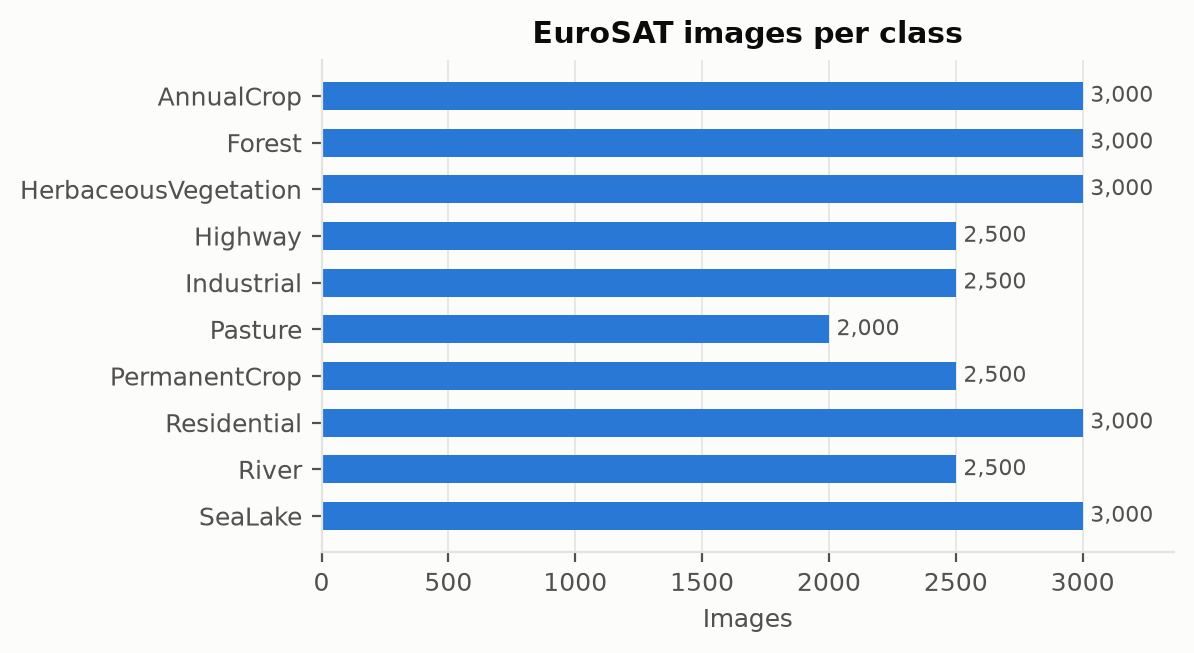 EuroSAT images per class
AnnualCrop 3,000
Forest 3,000
HerbaceousVegetation 3,000
Highway 2,500
Industrial 2,500
Pasture 2,000
PermanentCrop 2,500
Residential 3,000
River 2,500
SeaLake 3,000
0 500 1000 1500 2000 2500 3000
Images